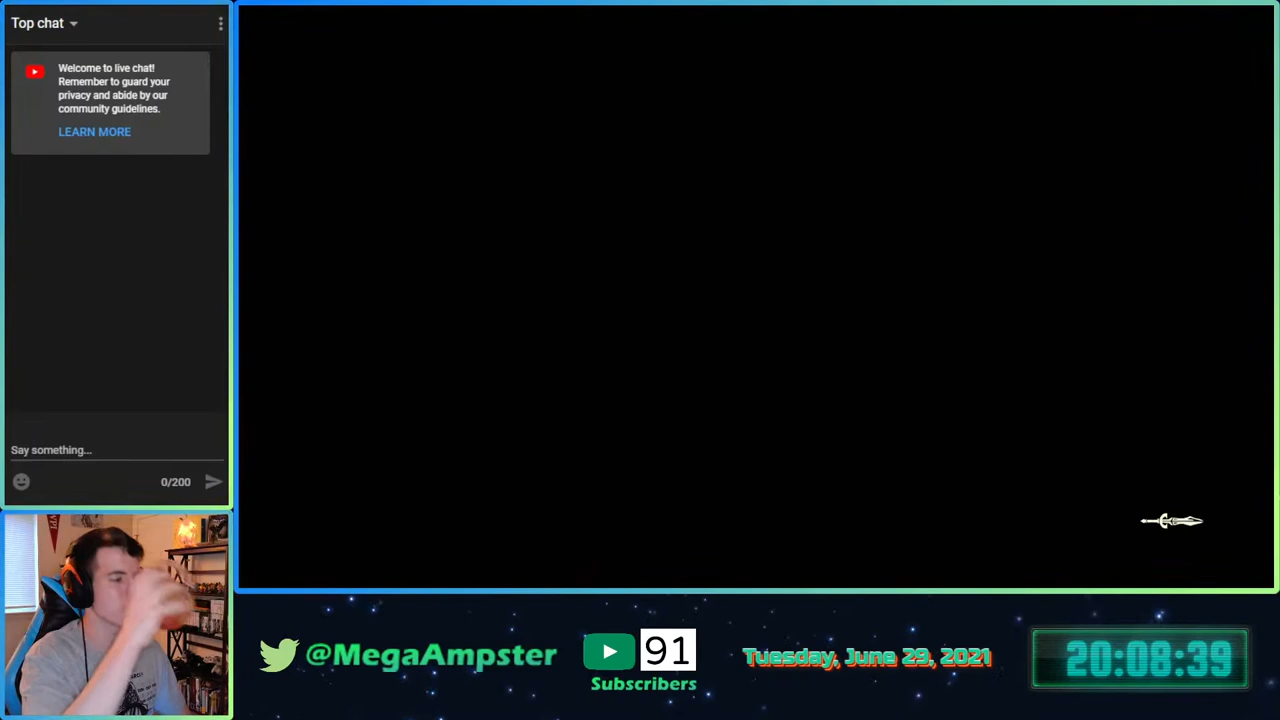 Top chat
Welcome to live chat!
Remember to guard your
privacy and abide by our
community guidelines.
LEARN MORE
Say something...
0/200
@MegaAmpster
91
Subscribers
Tuesday, June 29, 2021
20:08:39